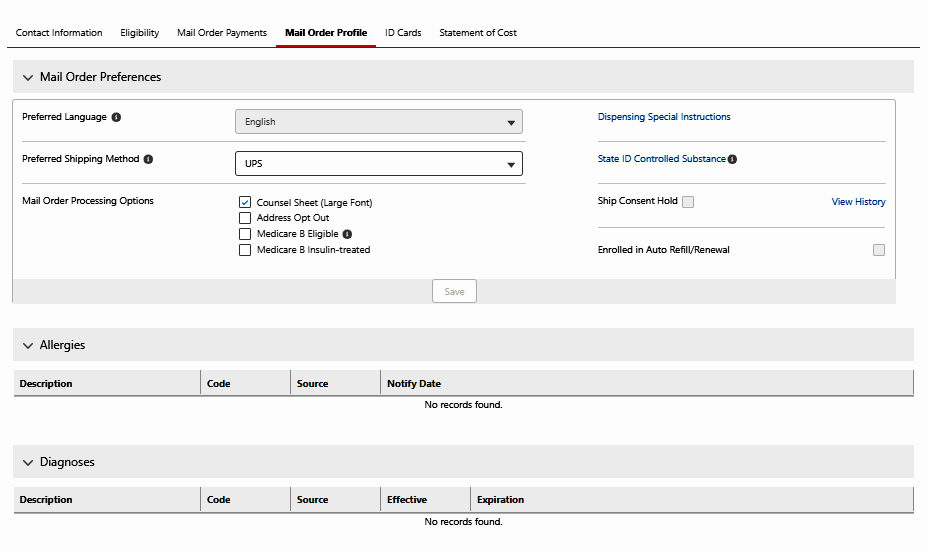 Contact Information Eligibility Mail Order Payments Mail Order Profile ID Cards Statement of Cost
Mail Order Preferences
Preferred Language English Dispensing Special Instructions
Preferred Shipping Method UPS State ID Controlled Substance
Mail Order Processing Options Counsel Sheet (Large Font) Ship Consent Hold View History
Address Opt Out
Medicare B Eligible
Medicare B Insulin-treated Enrolled in Auto Refill/Renewal
Save
Allergies
Description Code Source Notify Date
No records found.
Diagnoses
Description Code Source Effective Expiration
No records found.